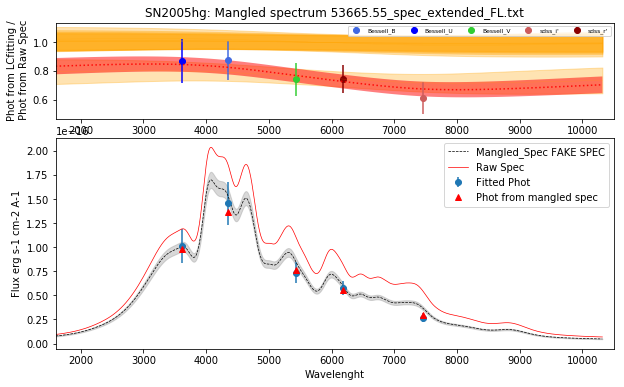 SN2005hg: Mangled spectrum 53665.55_spec_extended_FL.txt
Phot from LCfitting /
Phot from Raw Spec
1.0
0.8
0.6
Bessell_B
Bessell_U
Bessell_V
sdss_i'
sdss_r'
2000 3000 4000 5000 6000 7000 8000 9000 10000
Flux erg s-1 cm-2 A-1
2.00
1.75
1.50
1.25
1.00
0.75
0.50
0.25
0.00
Mangled_Spec FAKE SPEC
Raw Spec
Fitted Phot
Phot from mangled spec
2000 3000 4000 5000 6000 7000 8000 9000 10000
Wavelenght